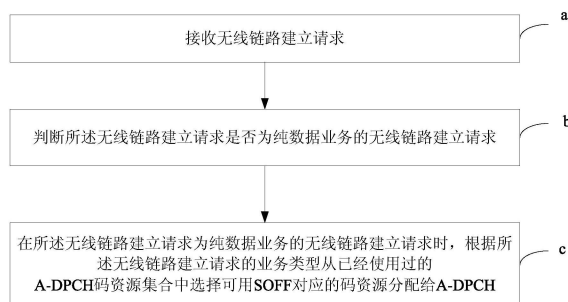 接收无线链路建立请求
a
判断所述无线链路建立请求是否为纯数据业务的无线链路建立请求
b
在所述无线链路建立请求为纯数据业务的无线链路建立请求时，根据所
述无线链路建立请求的业务类型从已经使用过的
A-DPCH码资源集合中选择可用SOFF对应的码资源分配给A-DPCH
c